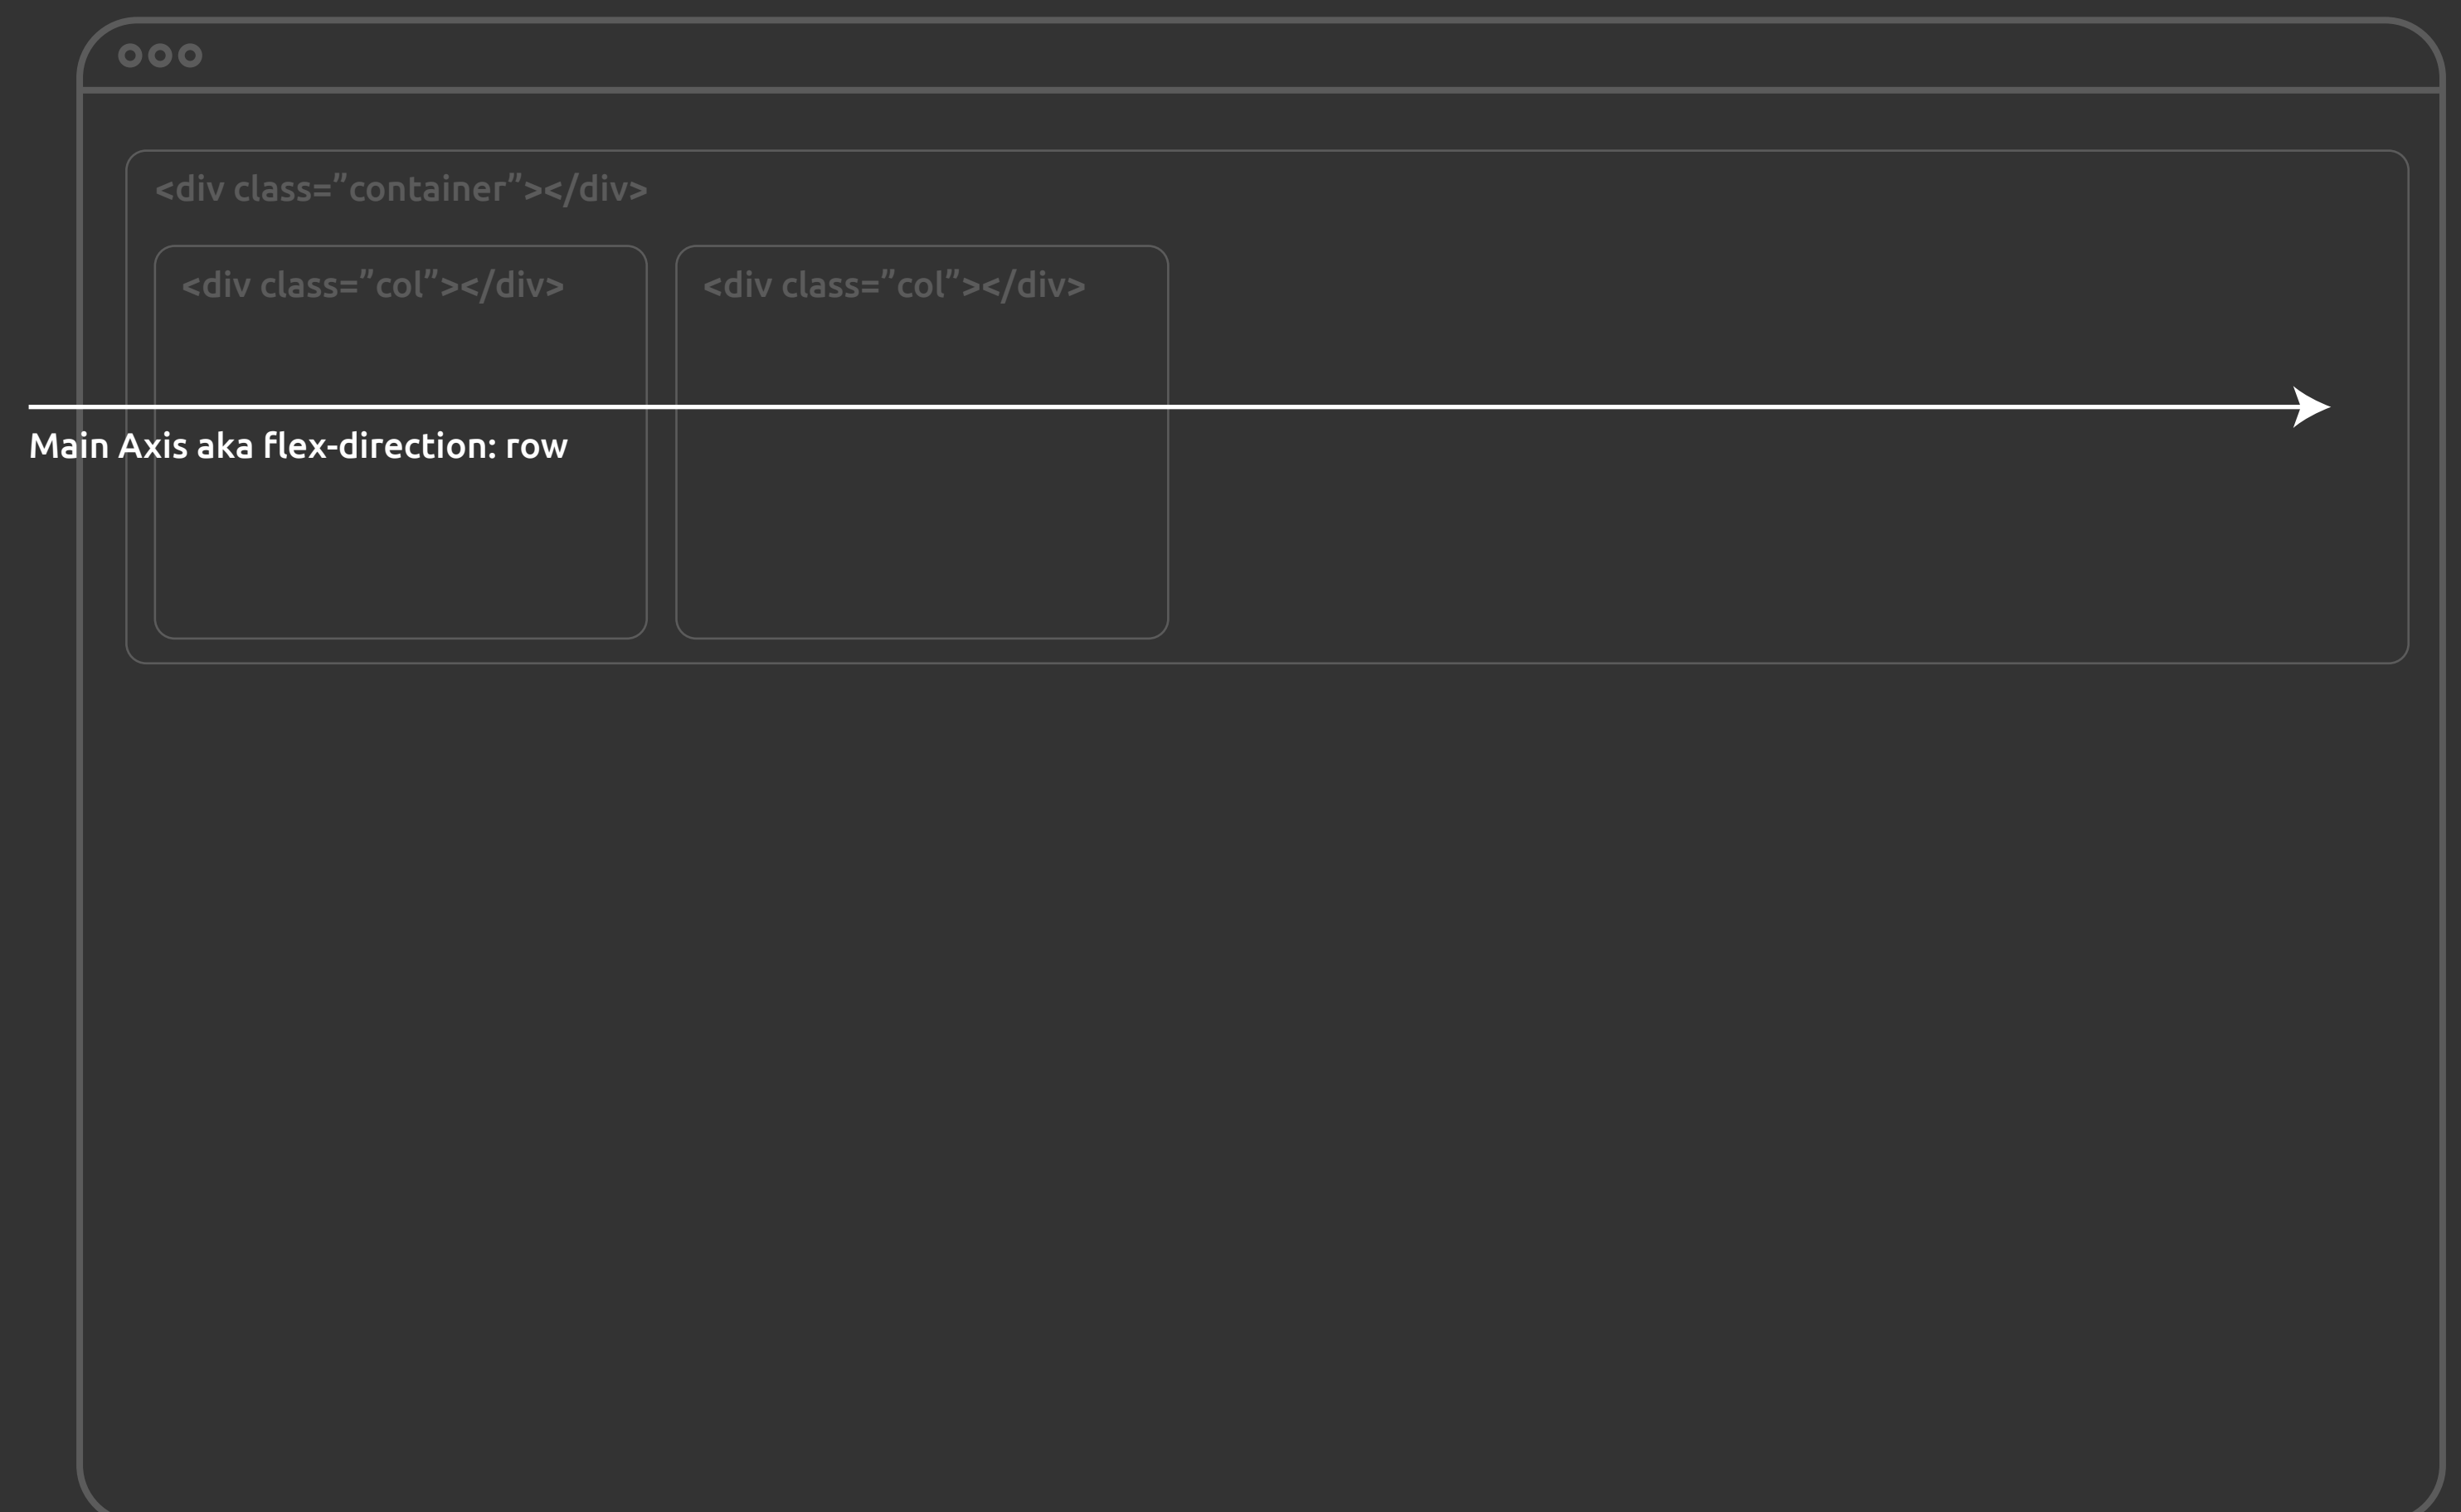 <div class=”container”></div>
<div class=”col”></div> <div class=”col”></div>
Main Axis aka flex-direction: row